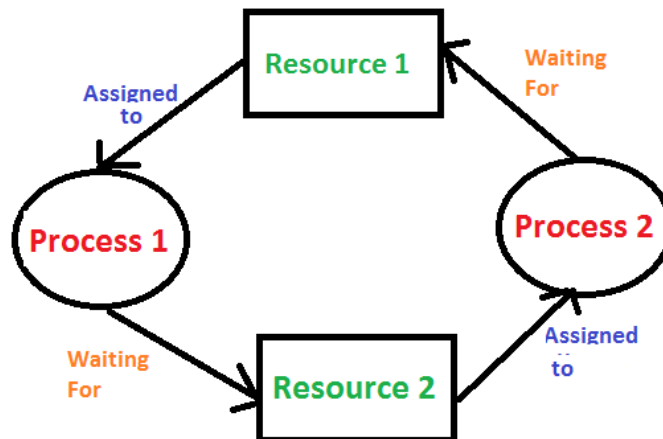 Resource 1
Waiting
For
Assigned
to
Process 1
Process 2
Waiting
For
Resource 2
Assigned
to